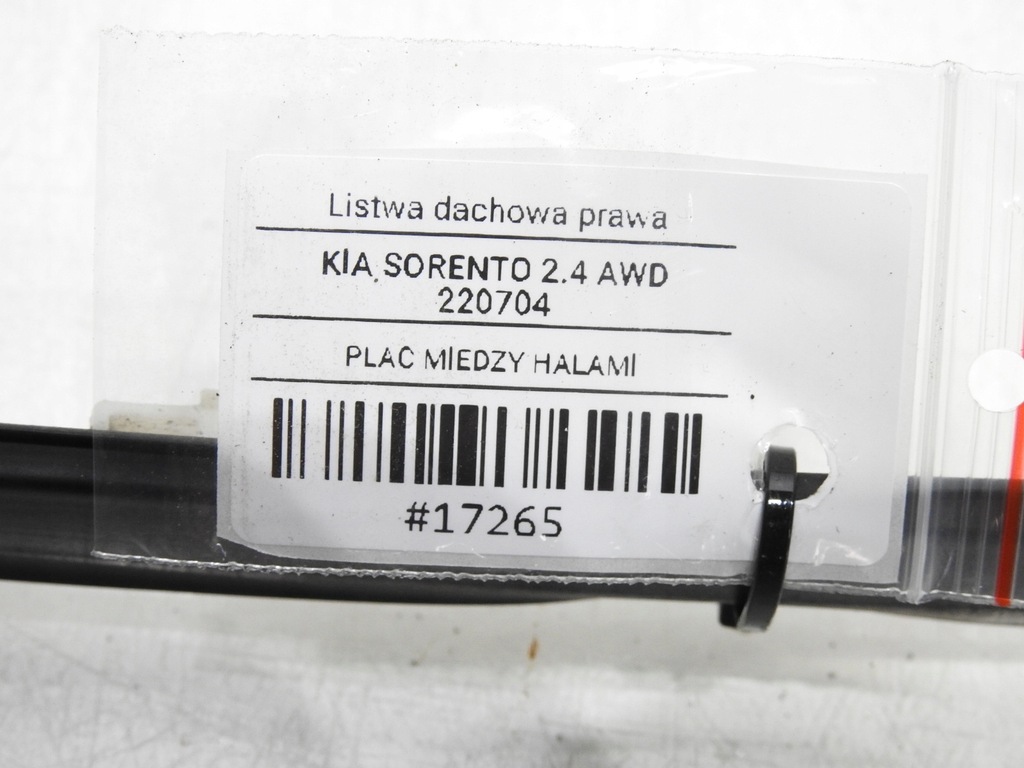 Listwa dachowa prawa
KIA SORENTO 2.4 AWD
220704
PLAC MIEDZY HALAMI
#17265